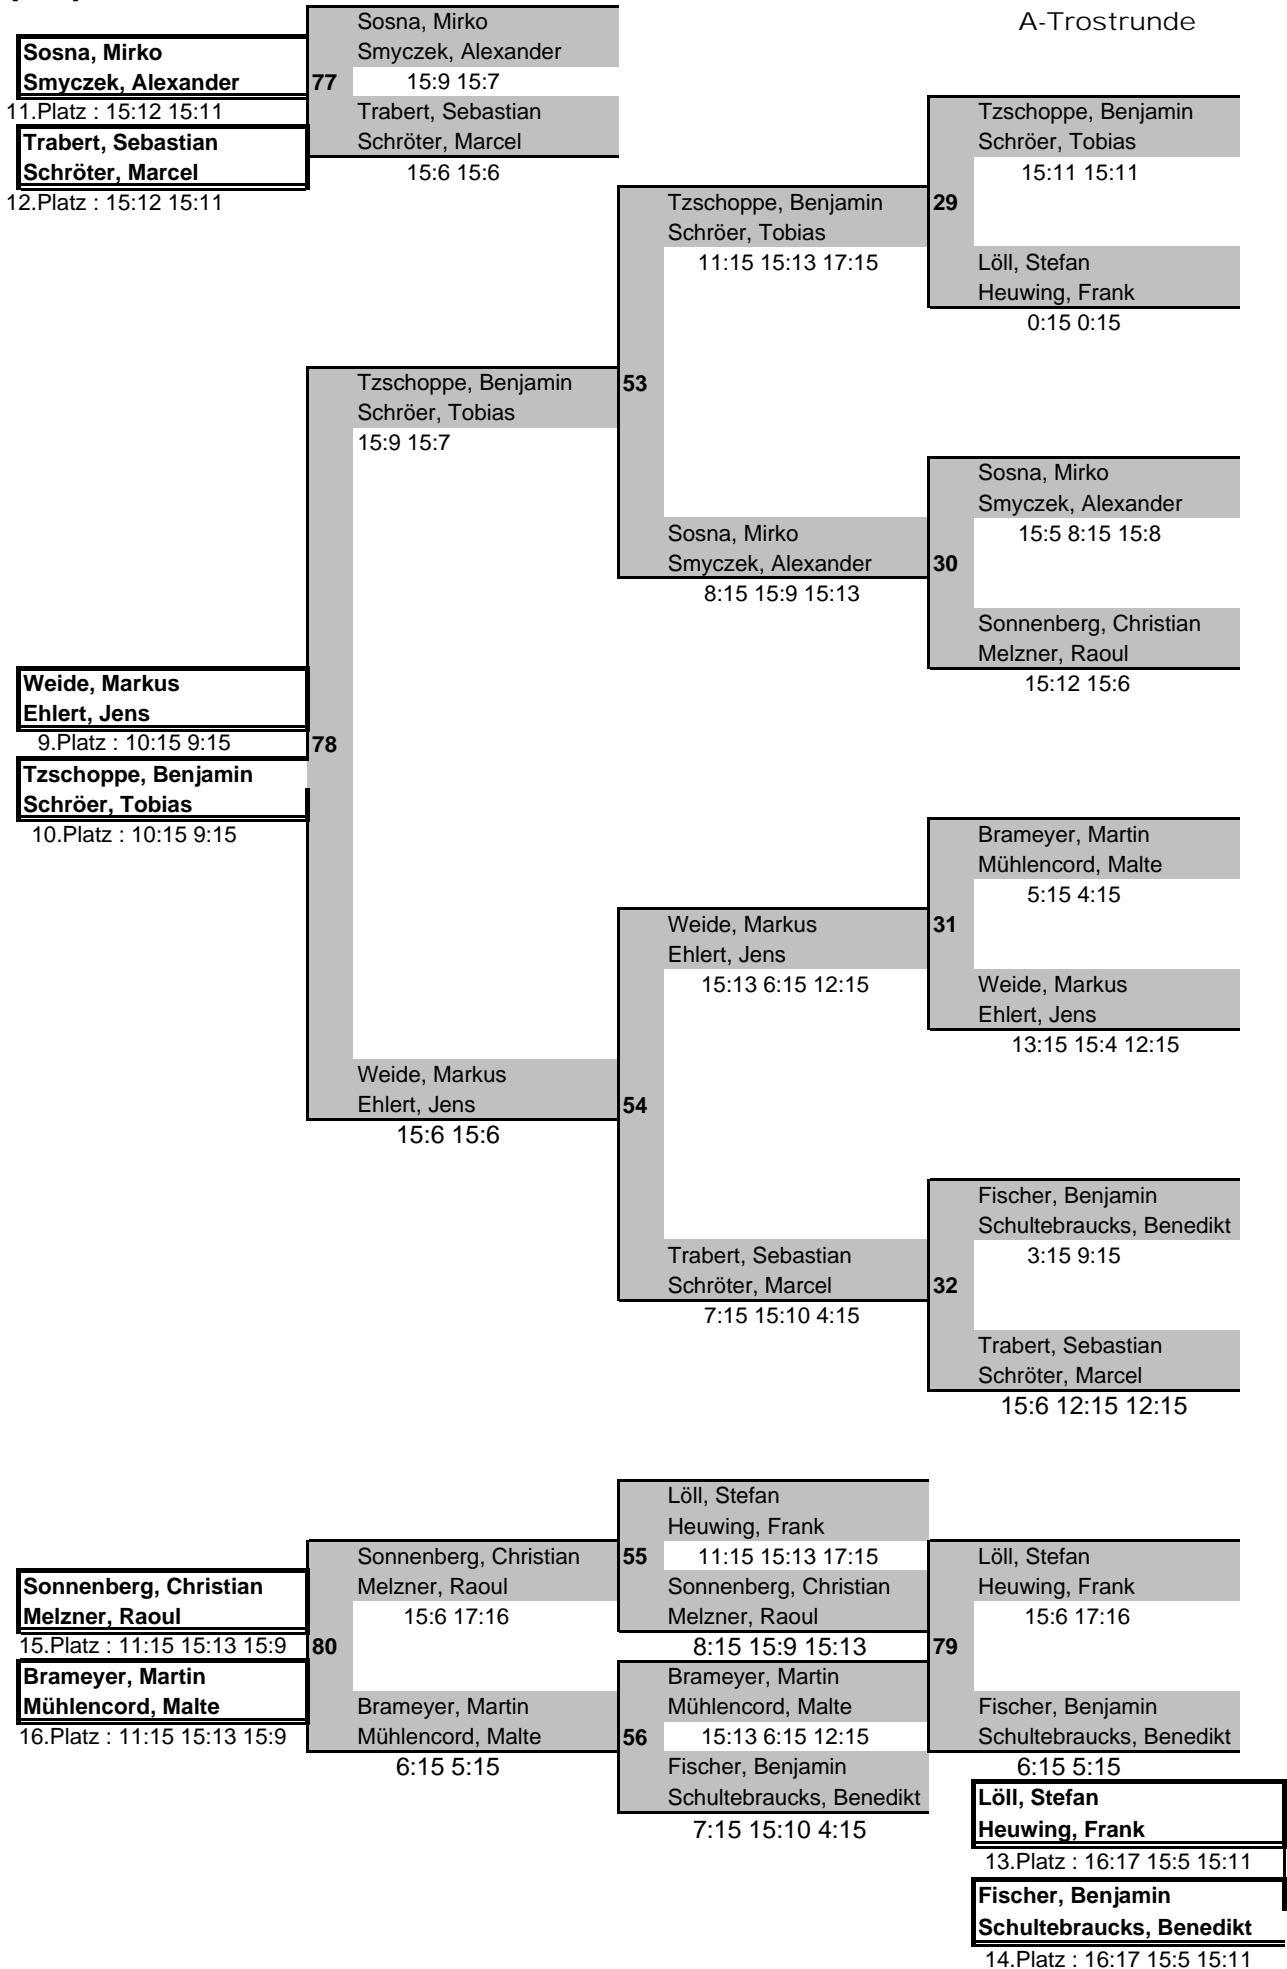 A-Trostrunde
Sosna, Mirko
Smyczek, Alexander
11.Platz : 15:12 15:11
Trabert, Sebastian
Schröter, Marcel
12.Platz : 15:12 15:11
77
Sosna, Mirko
Smyczek, Alexander
15:9 15:7
Trabert, Sebastian
Schröter, Marcel
15:6 15:6
29
Tzschoppe, Benjamin
Schröer, Tobias
15:11 15:11
Löll, Stefan
Heuwing, Frank
0:15 0:15
53
Tzschoppe, Benjamin
Schröer, Tobias
11:15 15:13 17:15
Sosna, Mirko
Smyczek, Alexander
8:15 15:9 15:13
30
Sosna, Mirko
Smyczek, Alexander
15:5 8:15 15:8
Sonnenberg, Christian
Melzner, Raoul
15:12 15:6
Weide, Markus
Ehlert, Jens
9.Platz : 10:15 9:15
Tzschoppe, Benjamin
Schröer, Tobias
10.Platz : 10:15 9:15
78
Tzschoppe, Benjamin
Schröer, Tobias
15:9 15:7
Weide, Markus
Ehlert, Jens
15:6 15:6
31
Brameyer, Martin
Mühlencord, Malte
5:15 4:15
Weide, Markus
Ehlert, Jens
13:15 15:4 12:15
54
Weide, Markus
Ehlert, Jens
15:13 6:15 12:15
Trabert, Sebastian
Schröter, Marcel
7:15 15:10 4:15
32
Fischer, Benjamin
Schultebraucks, Benedikt
3:15 9:15
Trabert, Sebastian
Schröter, Marcel
15:6 12:15 12:15
Sonnenberg, Christian
Melzner, Raoul
15.Platz : 11:15 15:13 15:9
Brameyer, Martin
Mühlencord, Malte
16.Platz : 11:15 15:13 15:9
80
Sonnenberg, Christian
Melzner, Raoul
15:6 17:16
Brameyer, Martin
Mühlencord, Malte
6:15 5:15
55
Löll, Stefan
Heuwing, Frank
11:15 15:13 17:15
Sonnenberg, Christian
Melzner, Raoul
8:15 15:9 15:13
56
Brameyer, Martin
Mühlencord, Malte
15:13 6:15 12:15
Fischer, Benjamin
Schultebraucks, Benedikt
7:15 15:10 4:15
79
Löll, Stefan
Heuwing, Frank
15:6 17:16
Fischer, Benjamin
Schultebraucks, Benedikt
6:15 5:15
Löll, Stefan
Heuwing, Frank
13.Platz : 16:17 15:5 15:11
Fischer, Benjamin
Schultebraucks, Benedikt
14.Platz : 16:17 15:5 15:11